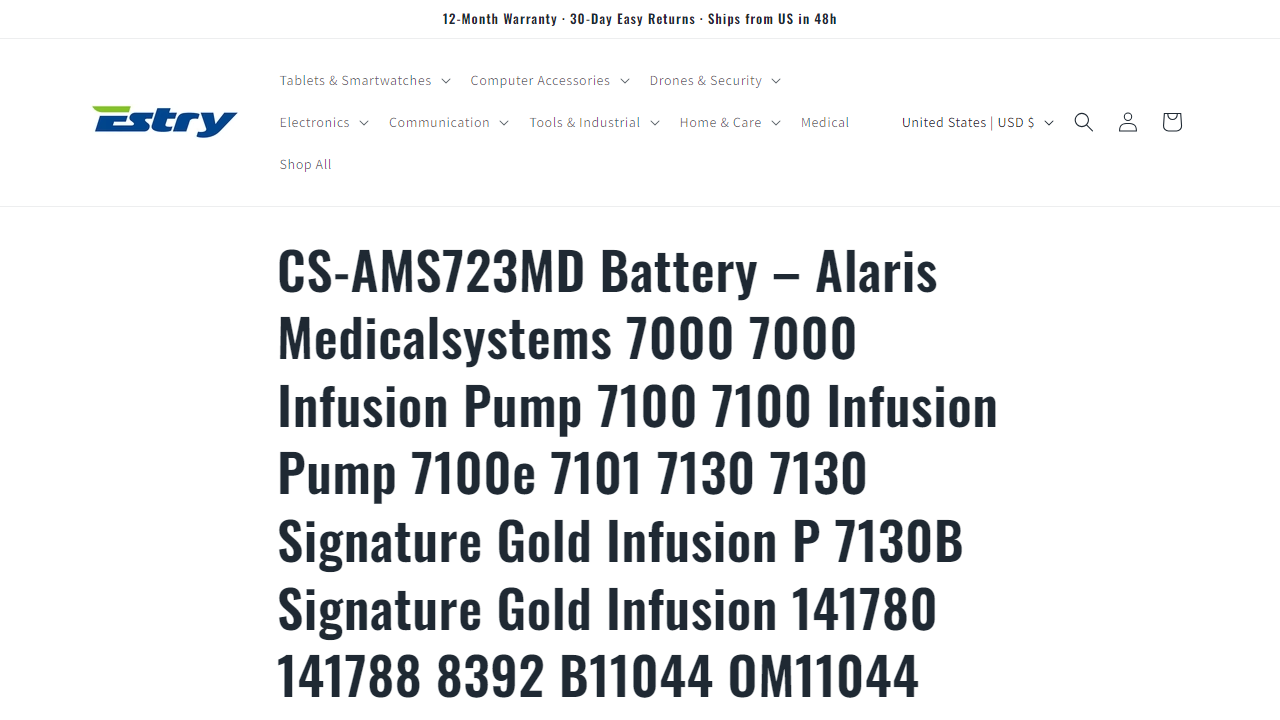 12-Month Warranty · 30-Day Easy Returns · Ships from US in 48h
Tablets & Smartwatches
Computer Accessories
Drones & Security
Estry
Electronics
Communication
Tools & Industrial
Home & Care
Medical
United States | USD $
Shop All
CS-AMS723MD Battery – Alaris
Medicalsystems 7000 7000
Infusion Pump 7100 7100 Infusion
Pump 7100e 7101 7130 7130
Signature Gold Infusion P 7130B
Signature Gold Infusion 141780
141788 8392 B11044 OM11044